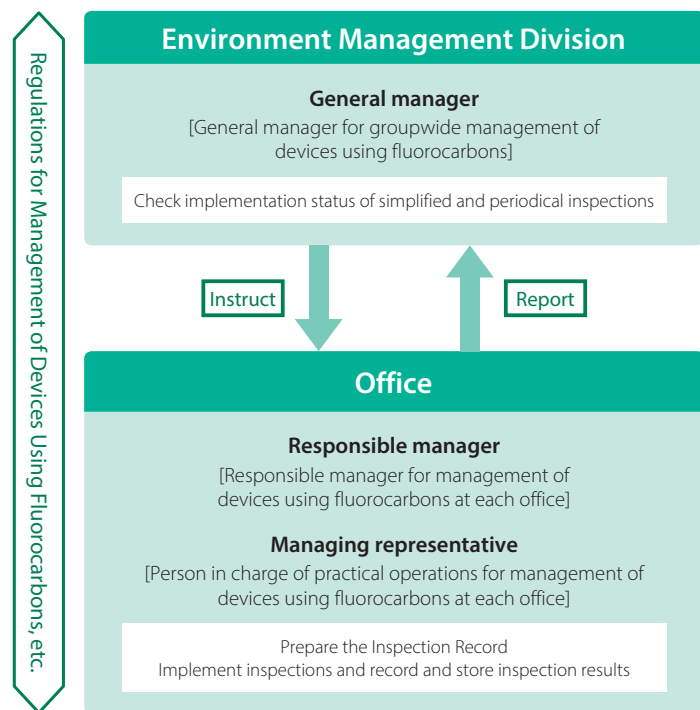 Regulations for Management of Devices Using Fluorocarbons, etc.
Environment Management Division
General manager
[General manager for groupwide management of
devices using fluorocarbons]
Check implementation status of simplified and periodical inspections
Instruct
Report
Office
Responsible manager
[Responsible manager for management of
devices using fluorocarbons at each office]
Managing representative
[Person in charge of practical operations for management of
devices using fluorocarbons at each office]
Prepare the Inspection Record
Implement inspections and record and store inspection results